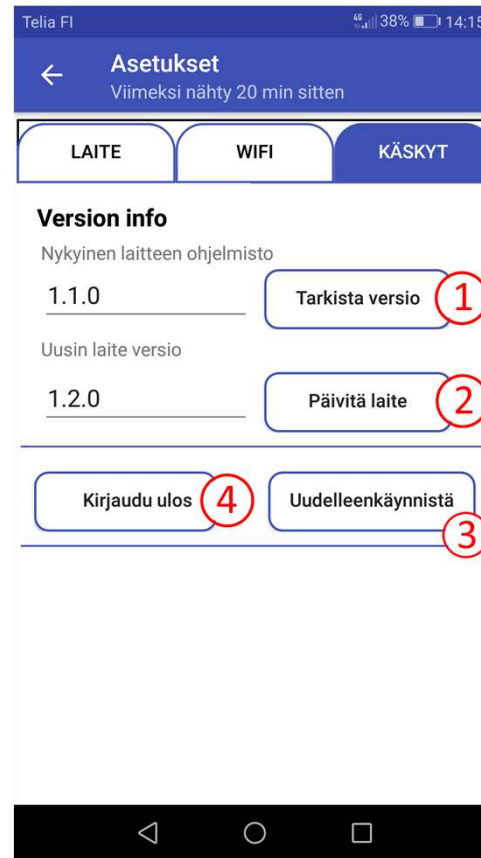 Telia FI 4G 38% 14:15
Asetukset
Viimeksi nähty 20 min sitten
LAITE WIFI KÄSKYT
Version info
Nykyinen laitteen ohjelmisto
1.1.0 Tarkista versio 1
Uusin laite versio
1.2.0 Päivitä laite 2
Kirjaudu ulos 4 Uudelleenkäynnistä
3